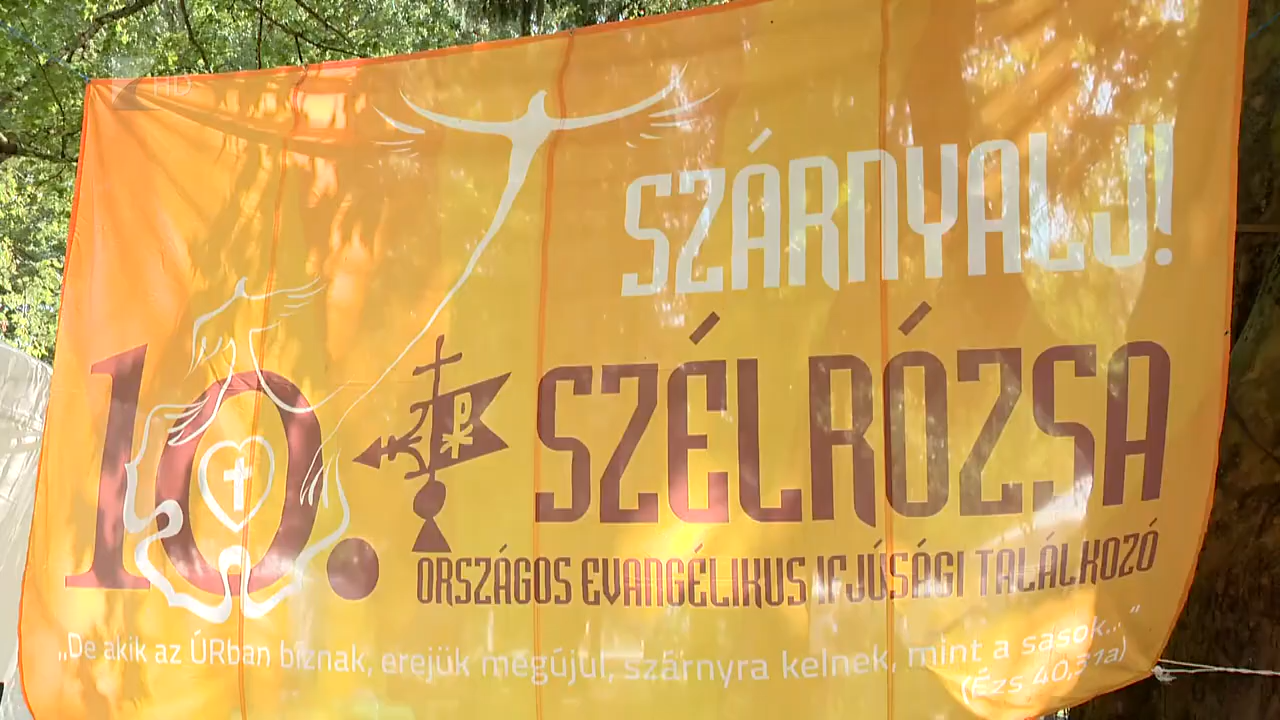 HD
SZÁRNYALJ!
10. SZÉLRÓZSA
ORSZÁGOS EVANGÉLIKUS IFJÚSÁGI TALÁLKOZÓ
„De akik az ÚRban bíznak, erejük megújul, szárnyra kelnek, mint a sasok..."
(Ézs 40,31a)